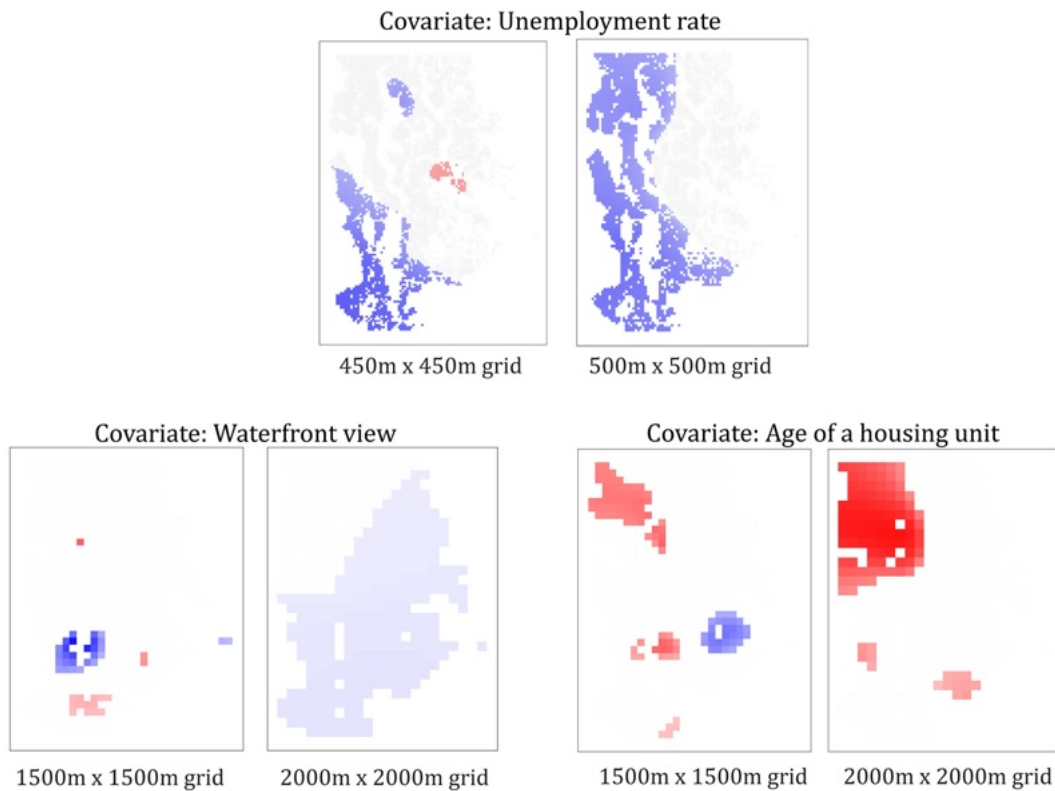 Covariate: Unemployment rate
450m x 450m grid
500m x 500m grid
Covariate: Waterfront view
Covariate: Age of a housing unit
1500m x 1500m grid
2000m x 2000m grid
1500m x 1500m grid
2000m x 2000m grid